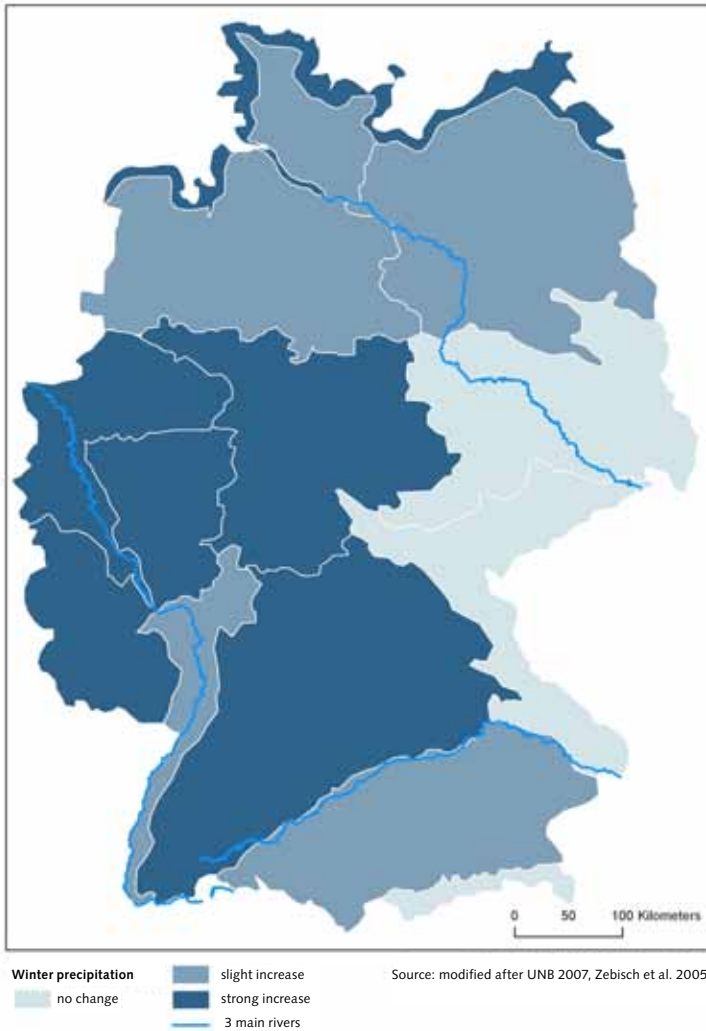 0 50 100 Kilometers
Winter precipitation
no change
slight increase
strong increase
3 main rivers
Source: modified after UNB 2007, Zebisch et al. 2005